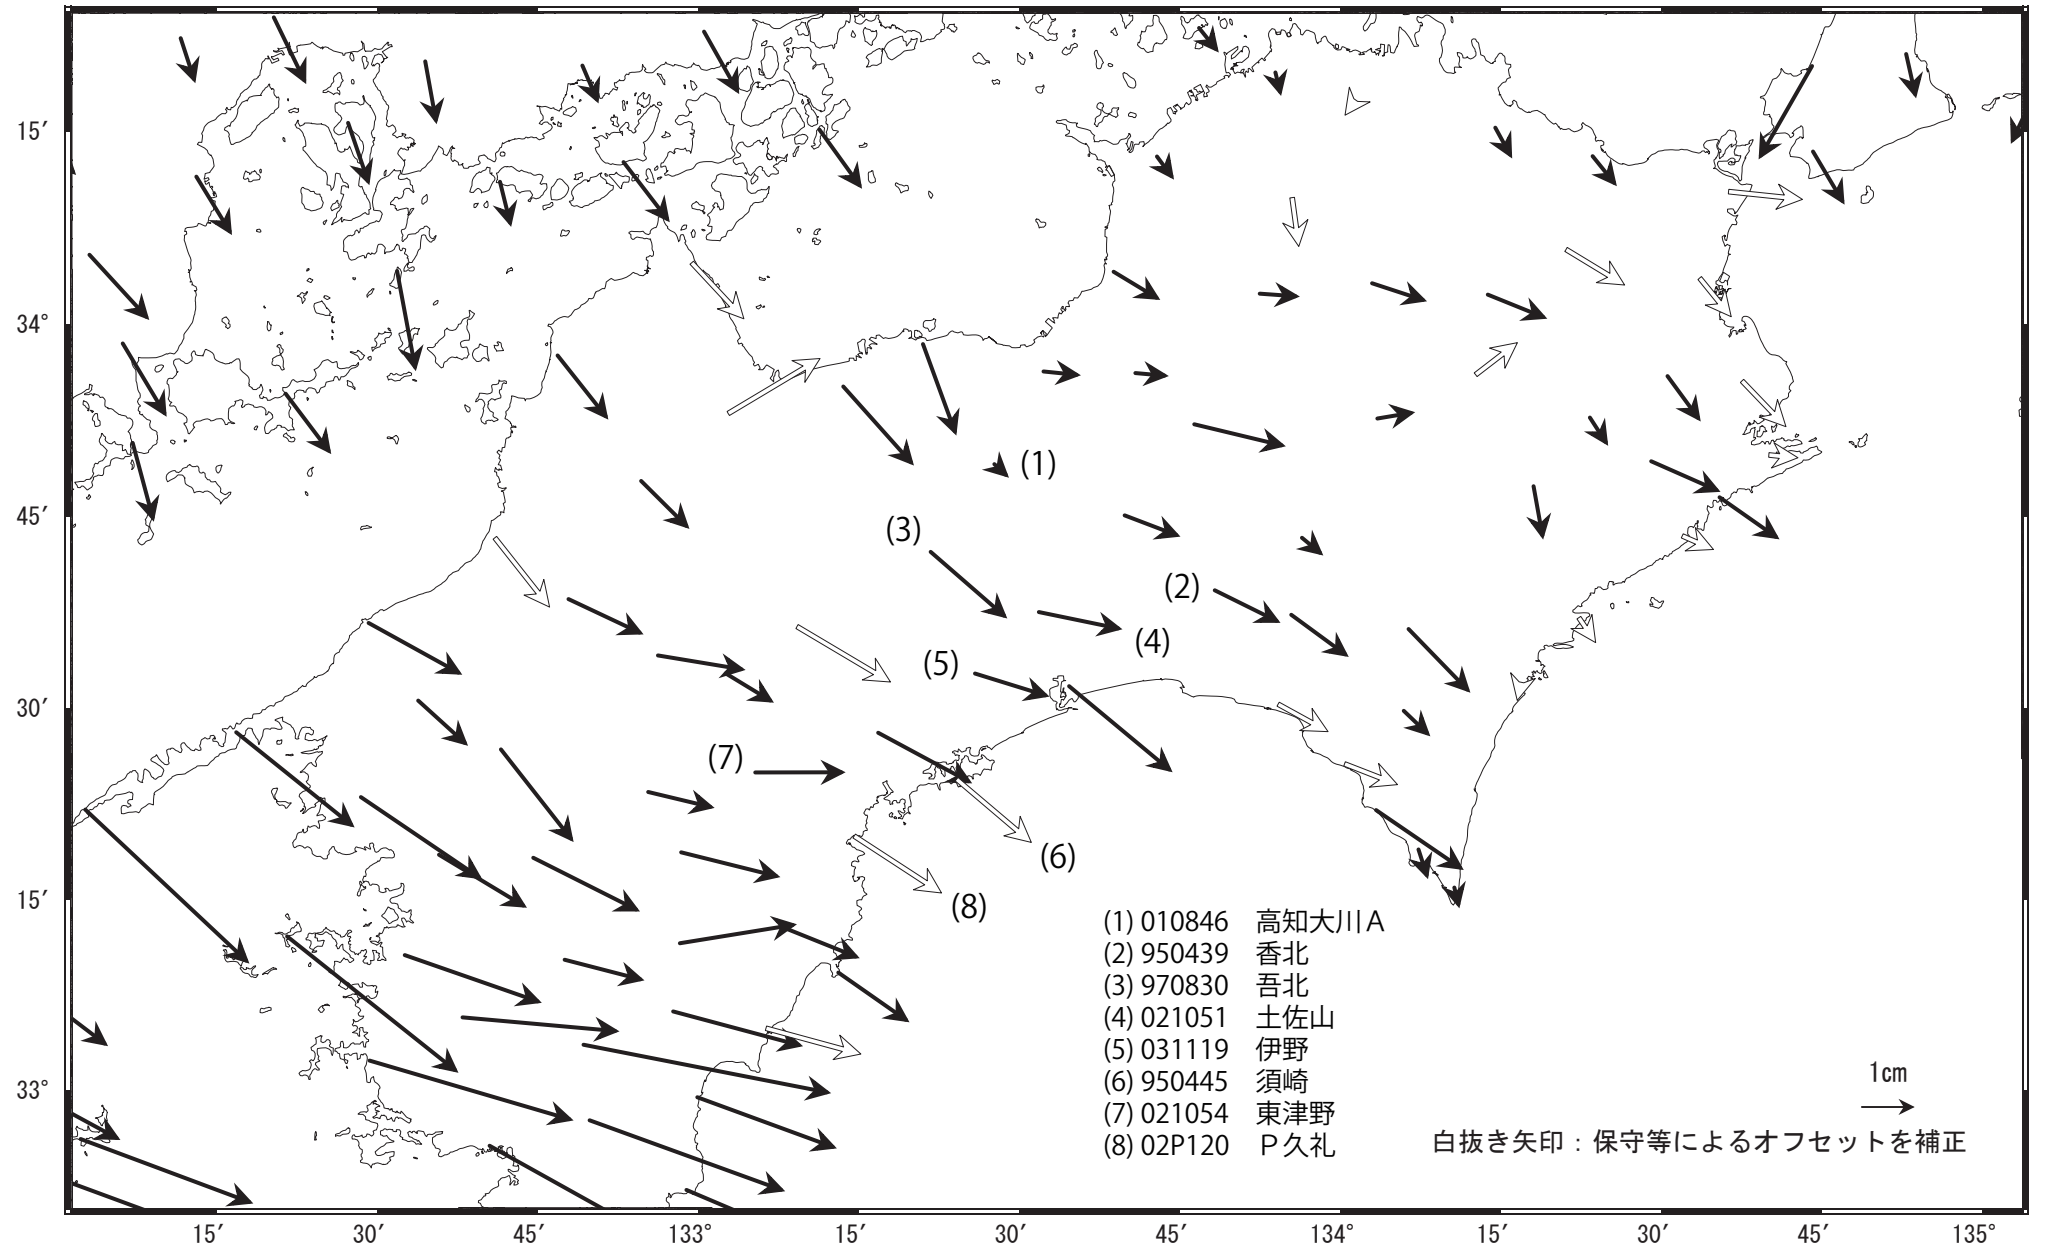 15′
34°
45′
30′
15′
33°
(1)
(3)
(2)
(4)
(5)
(7)
(6)
(8)
(1) 010846 高知大川A
(2) 950439 香北
(3) 970830 吾北
(4) 021051 土佐山
(5) 031119 伊野
(6) 950445 須崎
(7) 021054 東津野
(8) 02P120 P久礼
1cm
白抜き矢印：保守等によるオフセットを補正
15′ 30′ 45′ 133° 15′ 30′ 45′ 134° 15′ 30′ 45′ 135°